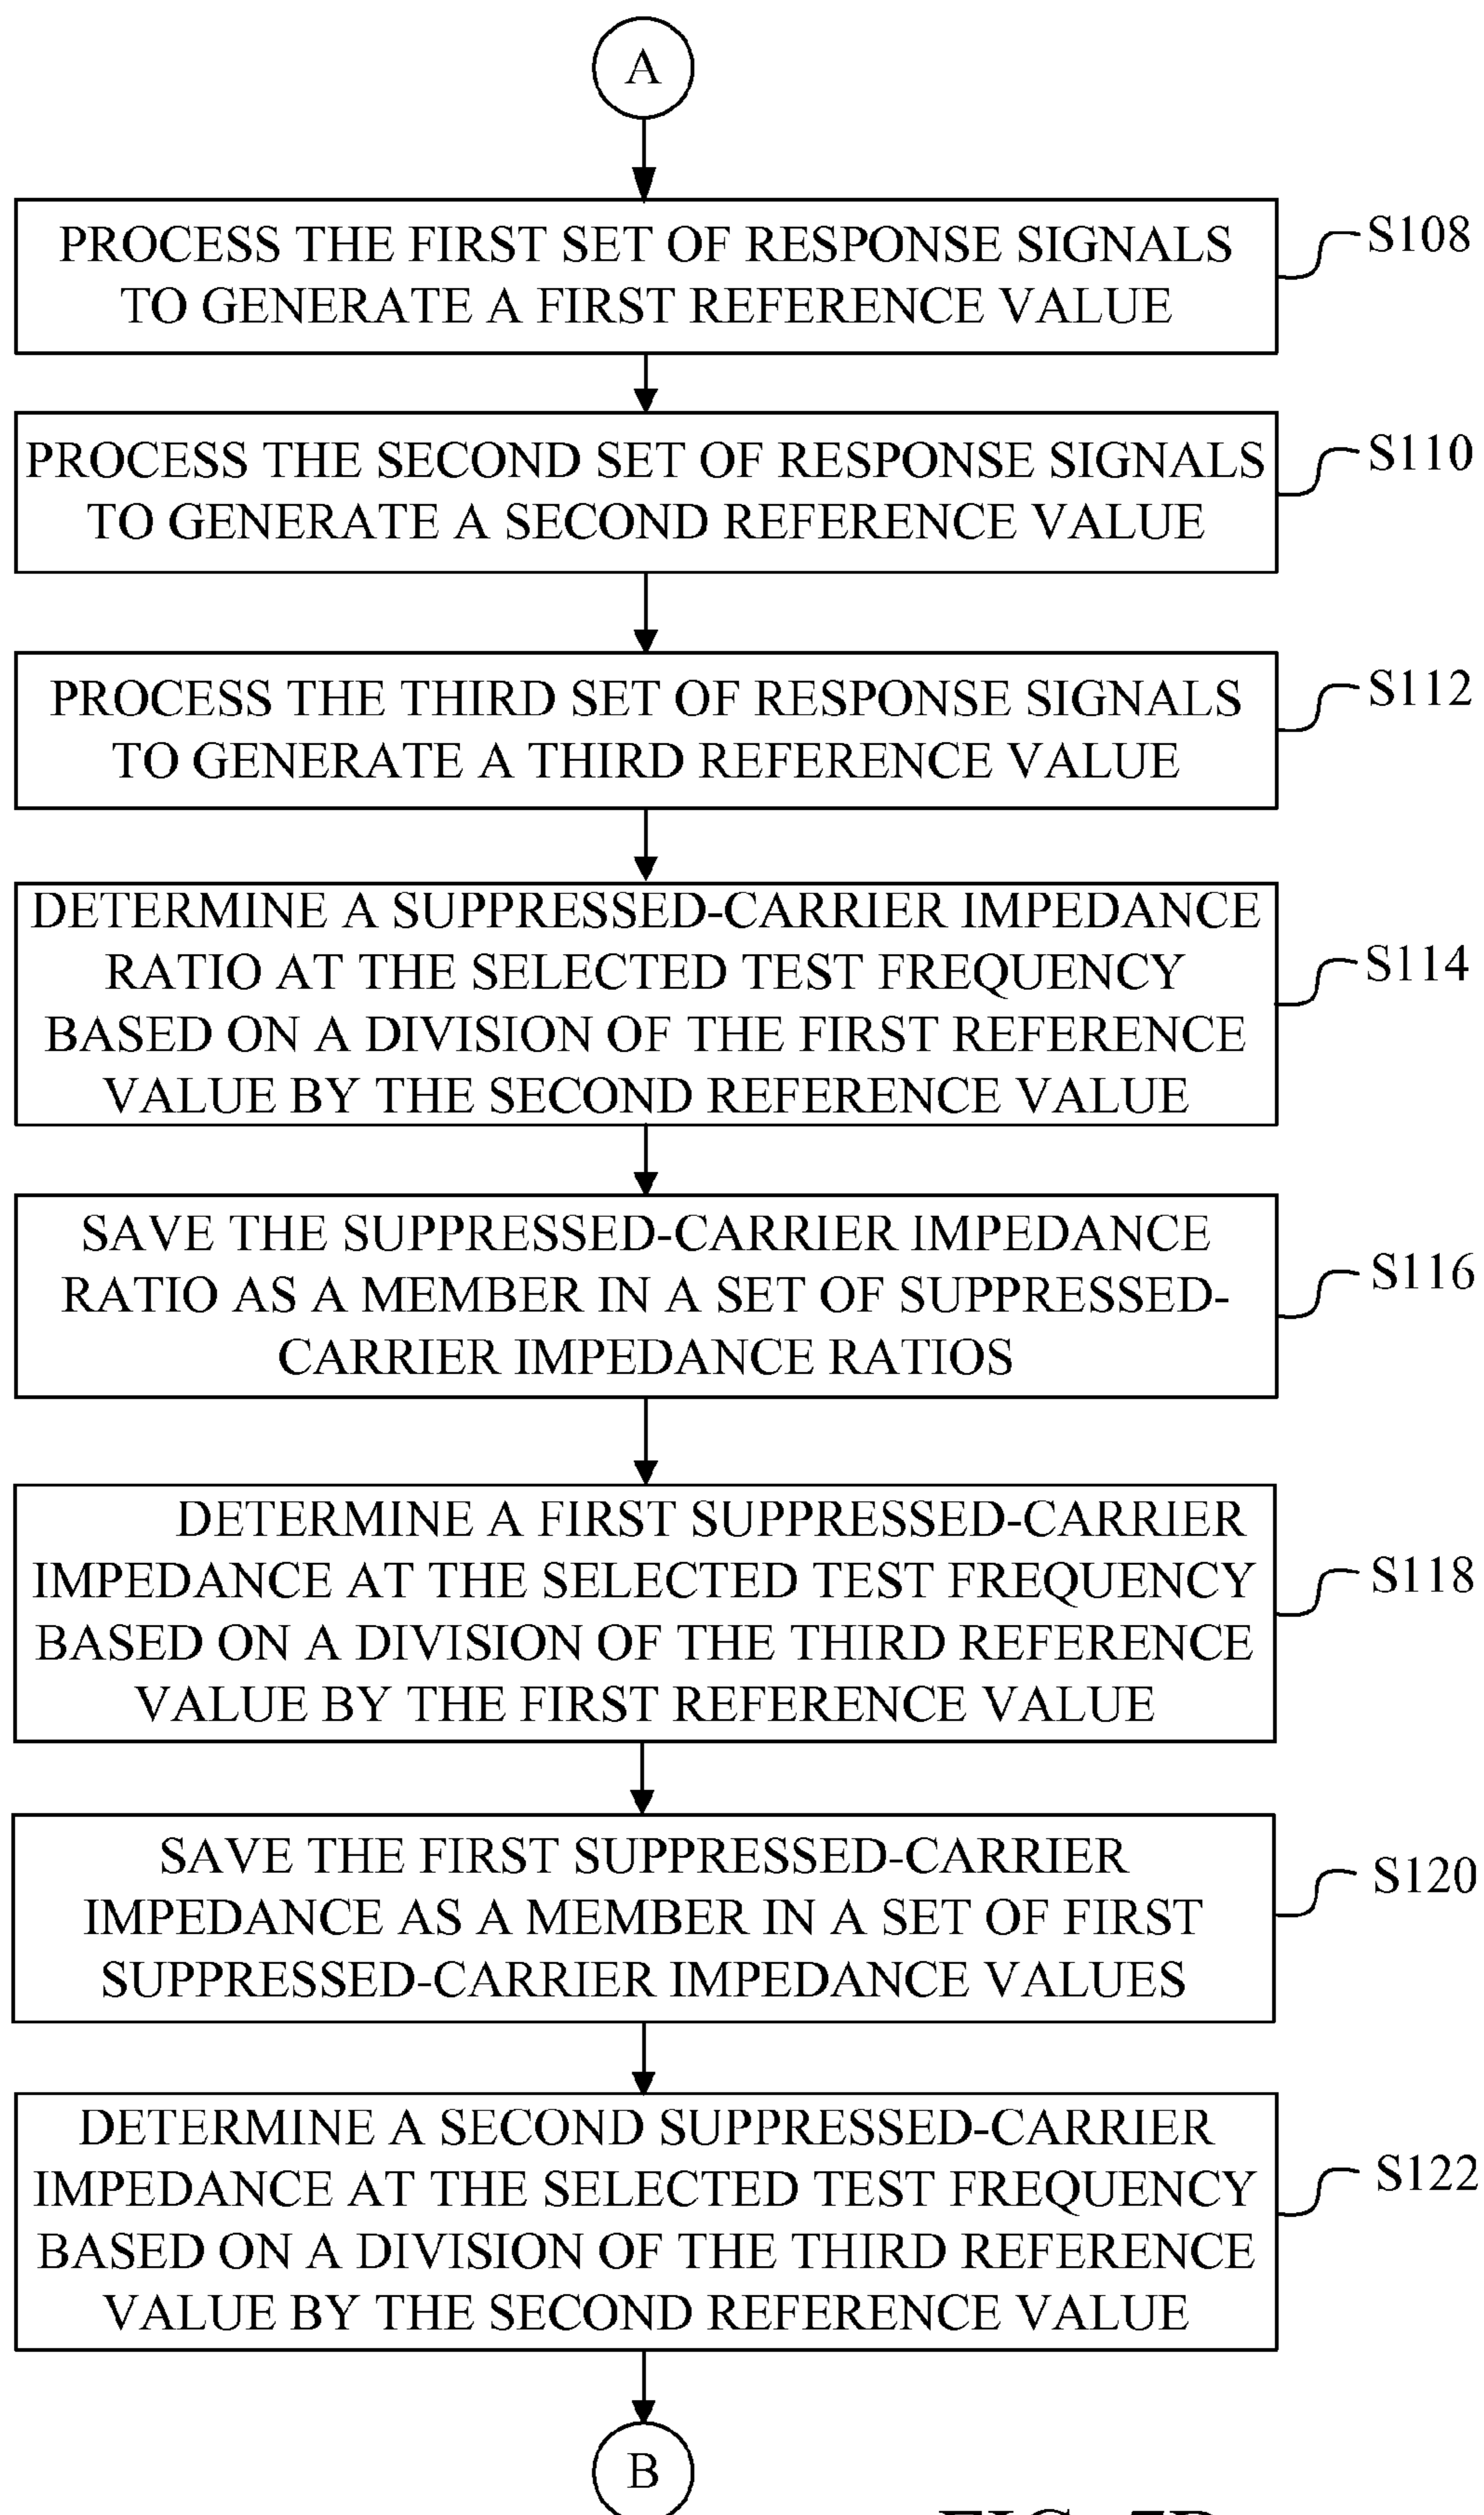 A
PROCESS THE FIRST SET OF RESPONSE SIGNALS
TO GENERATE A FIRST REFERENCE VALUE
S108
PROCESS THE SECOND SET OF RESPONSE SIGNALS
TO GENERATE A SECOND REFERENCE VALUE
S110
PROCESS THE THIRD SET OF RESPONSE SIGNALS
TO GENERATE A THIRD REFERENCE VALUE
S112
DETERMINE A SUPPRESSED-CARRIER IMPEDANCE
RATIO AT THE SELECTED TEST FREQUENCY
BASED ON A DIVISION OF THE FIRST REFERENCE
VALUE BY THE SECOND REFERENCE VALUE
S114
SAVE THE SUPPRESSED-CARRIER IMPEDANCE
RATIO AS A MEMBER IN A SET OF SUPPRESSED-
CARRIER IMPEDANCE RATIOS
S116
DETERMINE A FIRST SUPPRESSED-CARRIER
IMPEDANCE AT THE SELECTED TEST FREQUENCY
BASED ON A DIVISION OF THE THIRD REFERENCE
VALUE BY THE FIRST REFERENCE VALUE
S118
SAVE THE FIRST SUPPRESSED-CARRIER
IMPEDANCE AS A MEMBER IN A SET OF FIRST
SUPPRESSED-CARRIER IMPEDANCE VALUES
S120
DETERMINE A SECOND SUPPRESSED-CARRIER
IMPEDANCE AT THE SELECTED TEST FREQUENCY
BASED ON A DIVISION OF THE THIRD REFERENCE
VALUE BY THE SECOND REFERENCE VALUE
S122
B